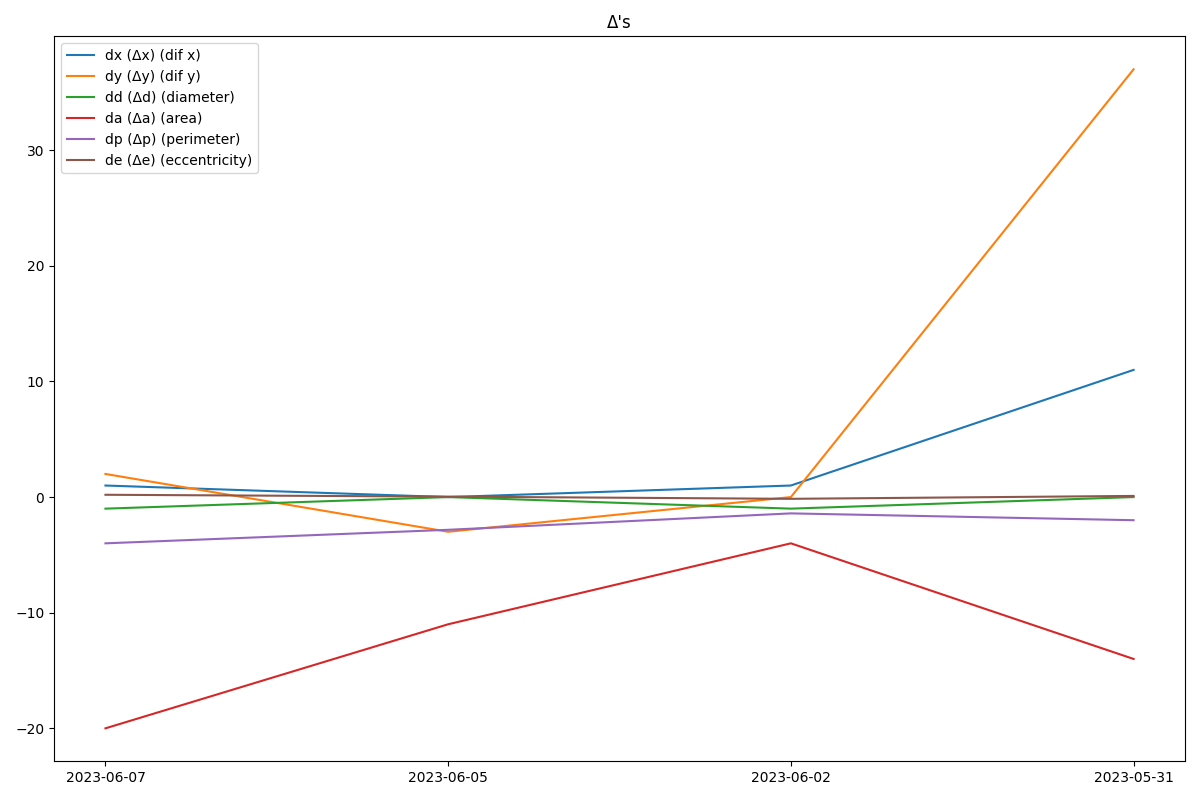 Δ's
dx (Δx) (dif x)
dy (Δy) (dif y)
dd (Δd) (diameter)
da (Δa) (area)
dp (Δp) (perimeter)
de (Δe) (eccentricity)
30
20
10
0
−10
−20
2023-06-07 2023-06-05 2023-06-02 2023-05-31